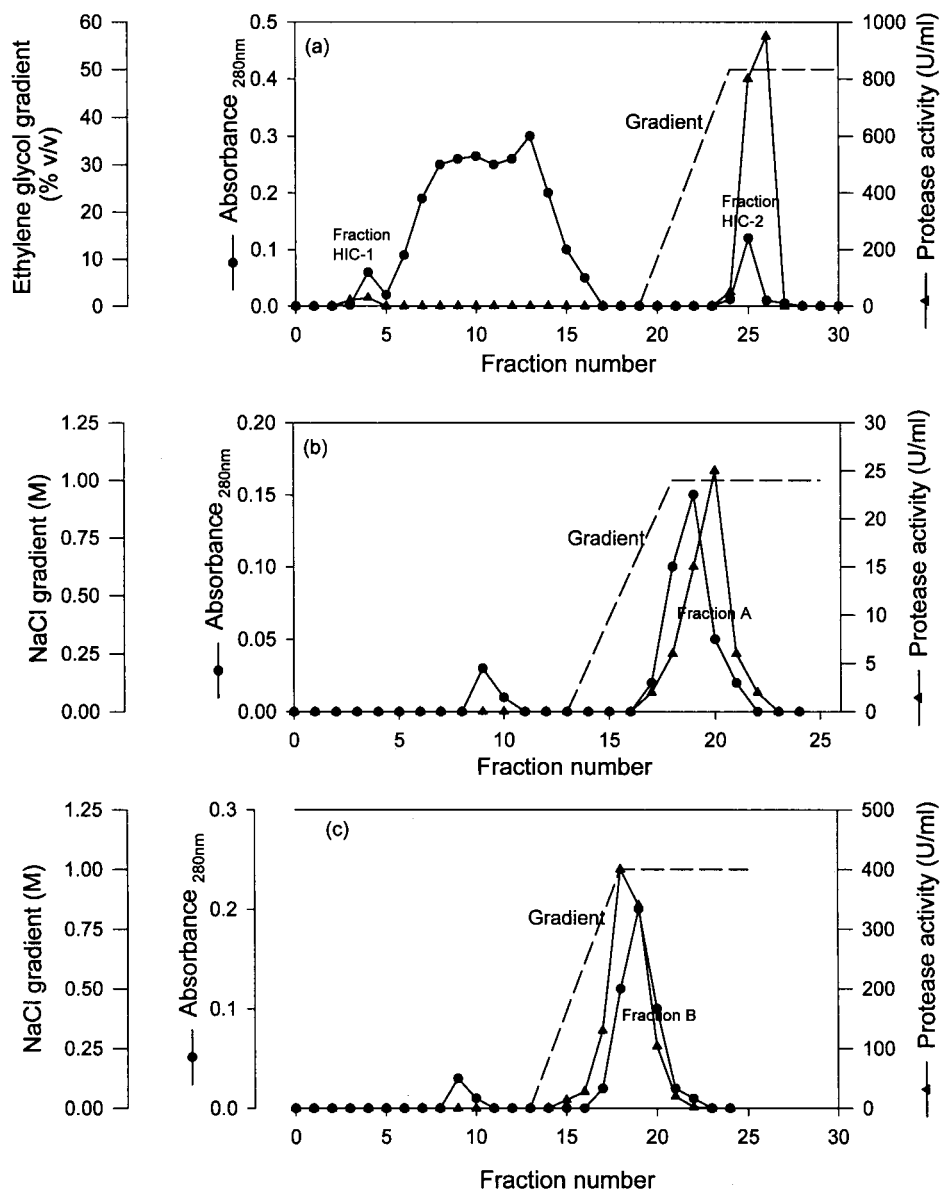 (a)
Ethylene glycol gradient
(% v/v)
60
50
40
30
20
10
0
Absorbance 280nm
0.5
0.4
0.3
0.2
0.1
0.0
Gradient
Fraction
HIC-1
Fraction
HIC-2
1000
800
600
400
200
0
Protease activity (U/ml)
0 5 10 15 20 25 30
Fraction number
(b)
NaCl gradient (M)
1.25
1.00
0.75
0.50
0.25
0.00
Absorbance 280nm
0.20
0.15
0.10
0.05
0.00
Gradient
Fraction A
30
25
20
15
10
5
0
Protease activity (U/ml)
0 5 10 15 20 25
Fraction number
(c)
NaCl gradient (M)
1.25
1.00
0.75
0.50
0.25
0.00
Absorbance 280nm
0.3
0.2
0.1
0.0
Gradient
Fraction B
500
400
300
200
100
0
Protease activity (U/ml)
0 5 10 15 20 25 30
Fraction number